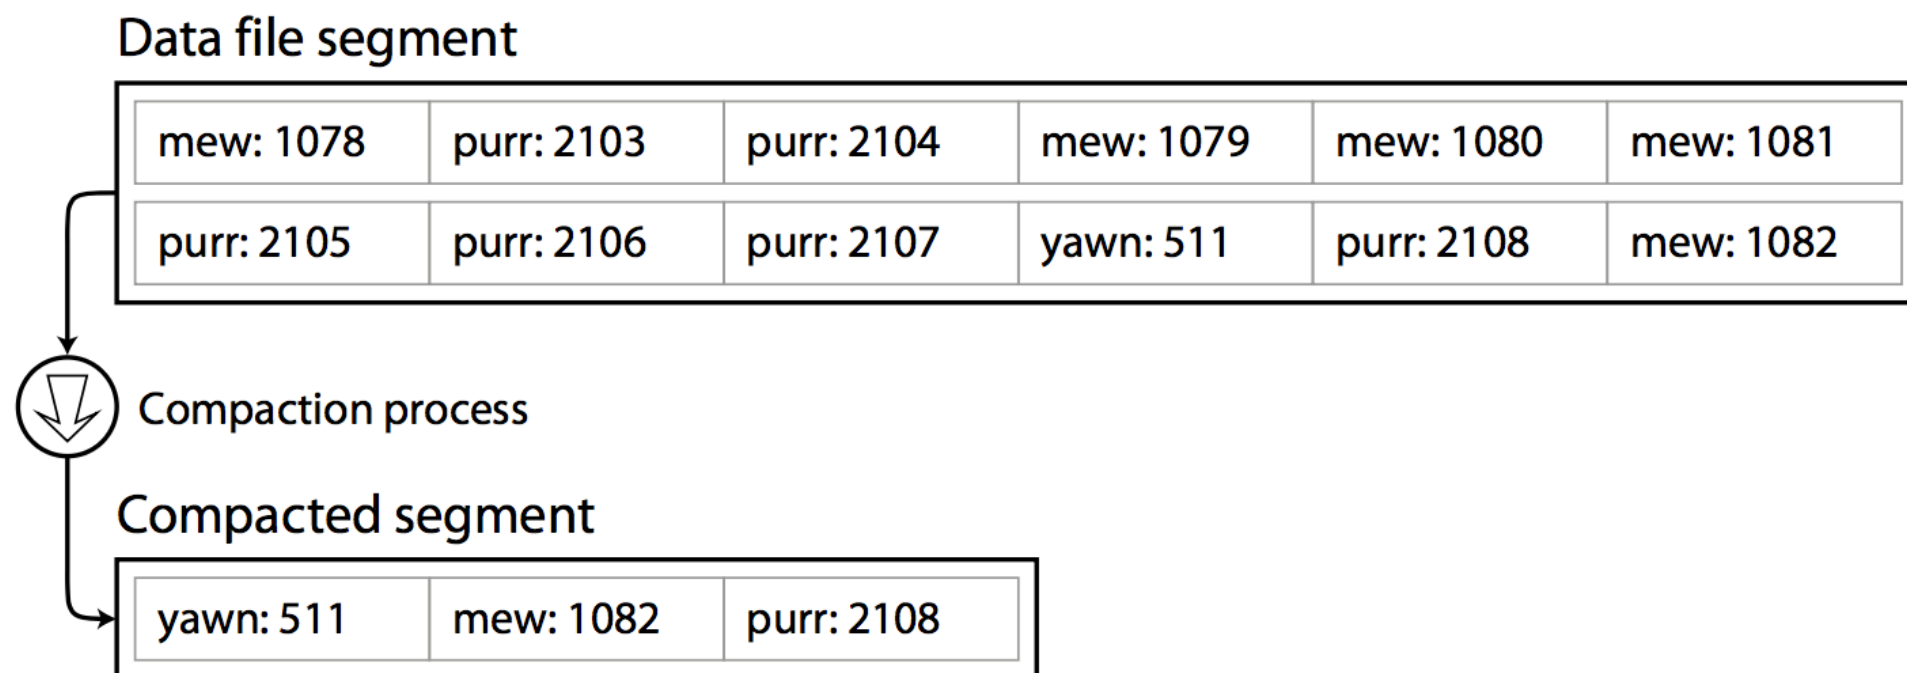 Data file segment
mew: 1078 purr: 2103 purr: 2104 mew: 1079 mew: 1080 mew: 1081
purr: 2105 purr: 2106 purr: 2107 yawn: 511 purr: 2108 mew: 1082
Compaction process
Compacted segment
yawn: 511 mew: 1082 purr: 2108